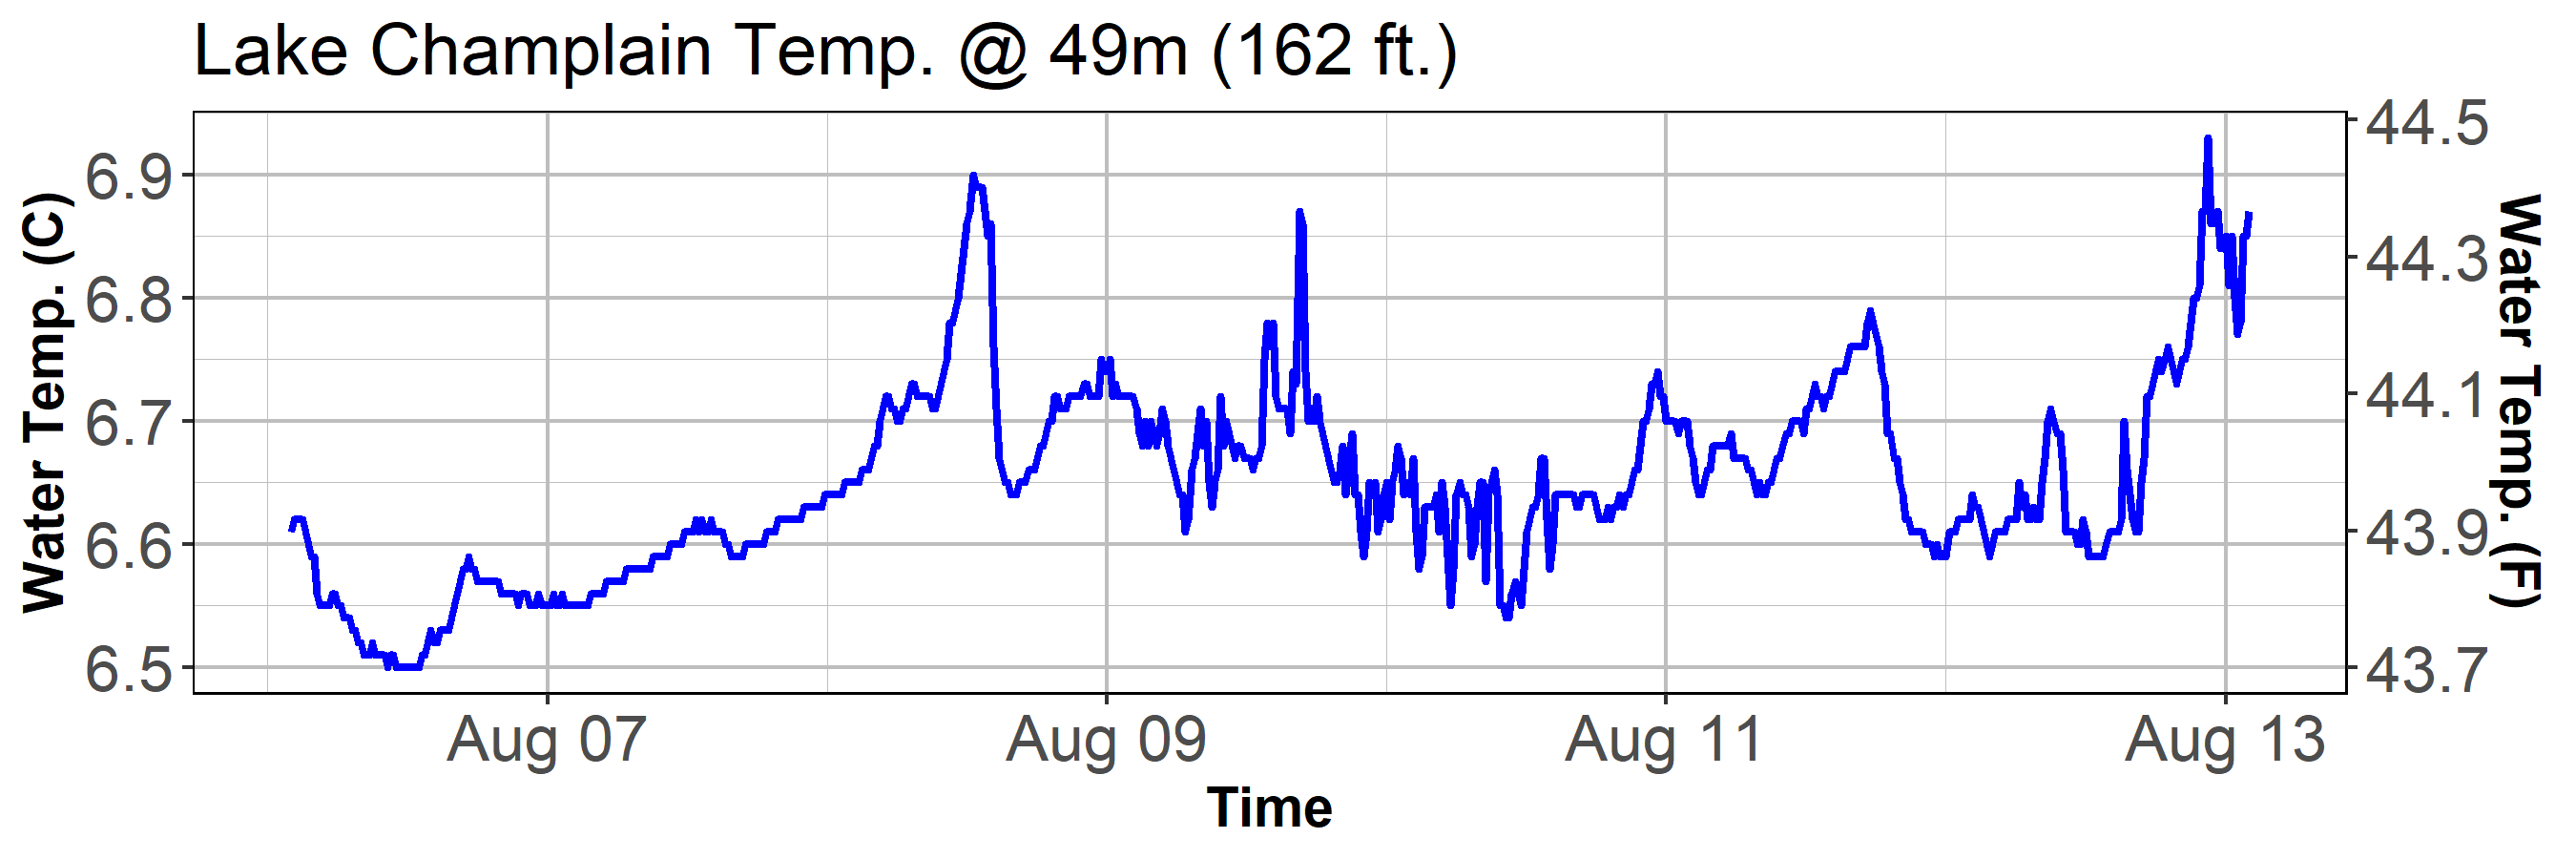 Lake Champlain Temp. @ 49m (162 ft.)
Water Temp. (C)
6.9
6.8
6.7
6.6
6.5
44.5
44.3
44.1
43.9
43.7
Water Temp. (F)
Aug 07 Aug 09 Aug 11 Aug 13
Time